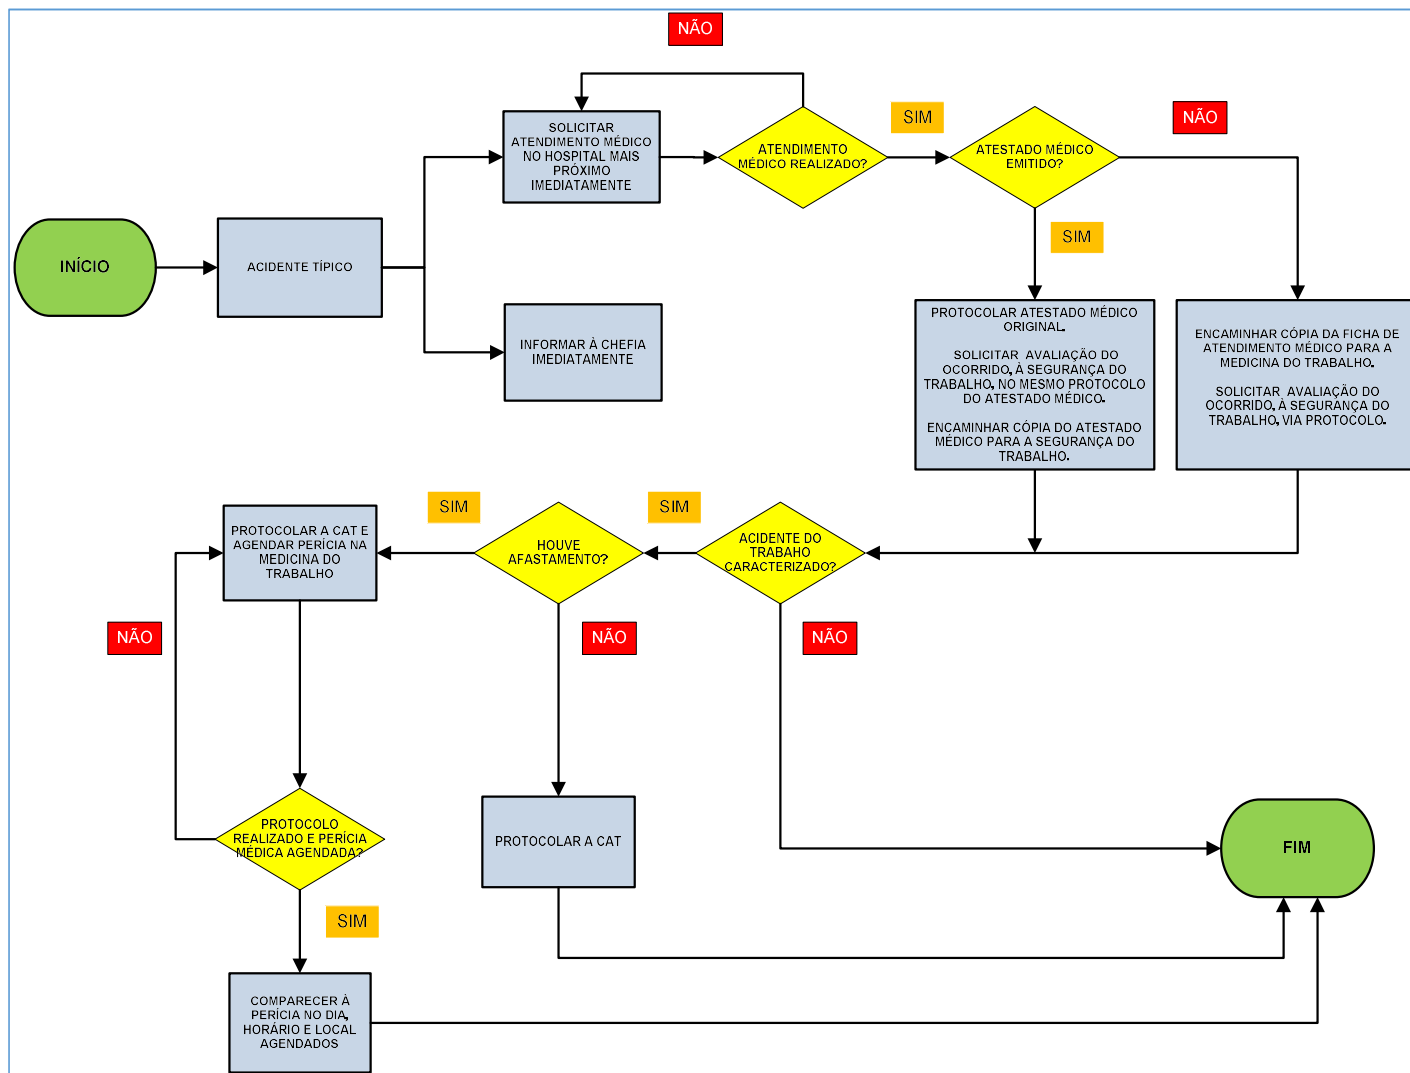 NÃO
SOLICITAR
ATENDIMENTO MÉDICO
NO HOSPITAL MAIS
PRÓXIMO
IMEDIATAMENTE
ATENDIMENTO
MÉDICO REALIZADO?
SIM
ATESTADO MÉDICO
EMITIDO?
NÃO
SIM
INÍCIO
ACIDENTE TÍPICO
INFORMAR À CHEFIA
IMEDIATAMENTE
PROTOCOLAR ATESTADO MÉDICO
ORIGINAL.
SOLICITAR AVALIAÇÃO DO
OCORRIDO, À SEGURANÇA DO
TRABALHO, NO MESMO PROTOCOLO
DO ATESTADO MÉDICO.
ENCAMINHAR CÓPIA DO ATESTADO
MÉDICO PARA A SEGURANÇA DO
TRABALHO.
ENCAMINHAR CÓPIA DA FICHA DE
ATENDIMENTO MÉDICO PARA A
MEDICINA DO TRABALHO.
SOLICITAR AVALIAÇÃO DO
OCORRIDO, À SEGURANÇA DO
TRABALHO, VIA PROTOCOLO.
PROTOCOLAR A CAT E
AGENDAR PERÍCIA NA
MEDICINA DO
TRABALHO
SIM
HOUVE
AFASTAMENTO?
SIM
ACIDENTE DO
TRABAHO
CARACTERIZADO?
NÃO
NÃO
NÃO
PROTOCOLO
REALIZADO E PERÍCIA
MÉDICA AGENDADA?
PROTOCOLAR A CAT
FIM
SIM
COMPARECER À
PERÍCIA NO DIA,
HORÁRIO E LOCAL
AGENDADOS